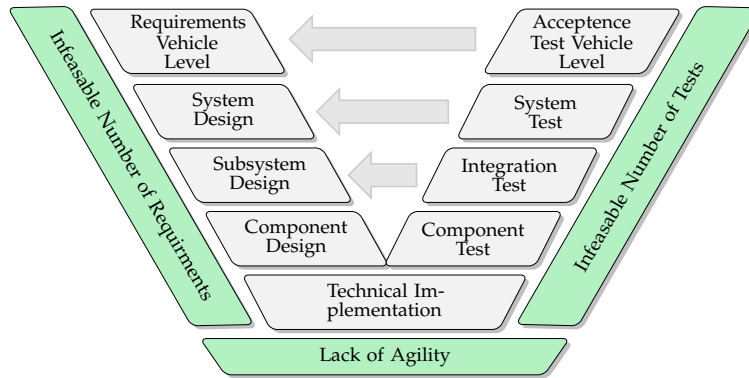 Requirements
Vehicle
Level
Acceptence
Test Vehicle
Level
System
Design
System
Test
Subsystem
Design
Integration
Test
Component
Design
Component
Test
Technical Im-
plementation
Infeasable Number of Requirments
Infeasable Number of Tests
Lack of Agility